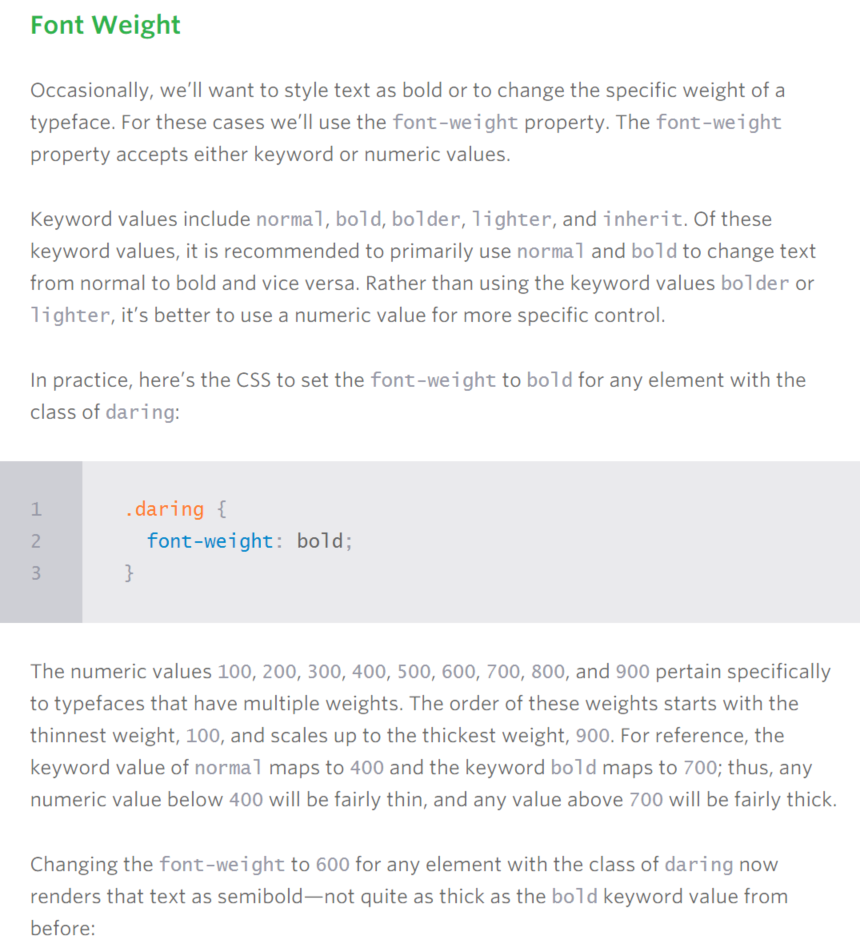 Font Weight
Occasionally, we’ll want to style text as bold or to change the specific weight of a
typeface. For these cases we’ll use the font-weight property. The font-weight
property accepts either keyword or numeric values.
Keyword values include normal, bold, bolder, lighter, and inherit. Of these
keyword values, it is recommended to primarily use normal and bold to change text
from normal to bold and vice versa. Rather than using the keyword values bolder or
lighter, it’s better to use a numeric value for more specific control.
In practice, here’s the CSS to set the font-weight to bold for any element with the
class of daring:
1 .daring {
2 font-weight: bold;
3 }
The numeric values 100, 200, 300, 400, 500, 600, 700, 800, and 900 pertain specifically
to typefaces that have multiple weights. The order of these weights starts with the
thinnest weight, 100, and scales up to the thickest weight, 900. For reference, the
keyword value of normal maps to 400 and the keyword bold maps to 700; thus, any
numeric value below 400 will be fairly thin, and any value above 700 will be fairly thick.
Changing the font-weight to 600 for any element with the class of daring now
renders that text as semibold—not quite as thick as the bold keyword value from
before: